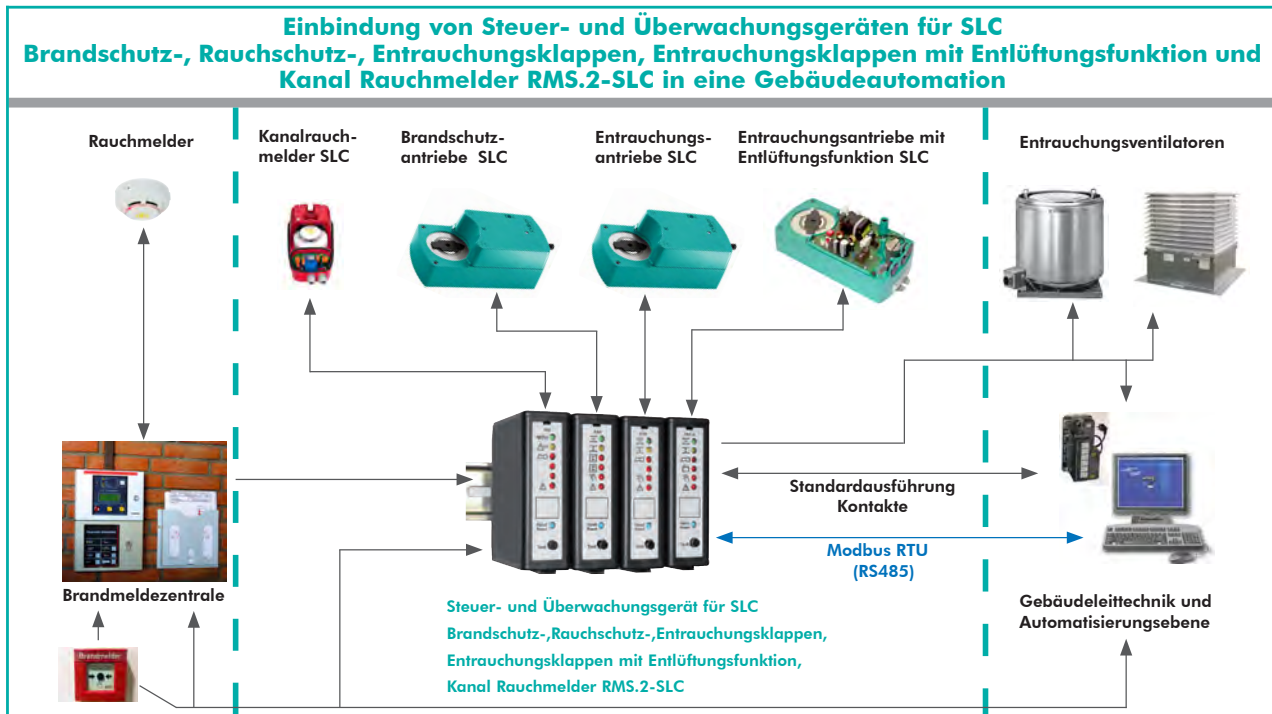 Einbindung von Steuer- und Überwachungsgeräten für SLC
Brandschutz-, Rauchschutz-, Entrauchungsklappen, Entrauchungsklappen mit Entlüftungsfunktion und
Kanal Rauchmelder RMS.2-SLC in eine Gebäudeautomation
Rauchmelder
Kanalrauch-
melder SLC
Brandschutz-
antriebe SLC
Entrauchungs-
antriebe SLC
Entrauchungsantriebe mit
Entlüftungsfunktion SLC
Entrauchungsventilatoren
Standardausführung
Kontakte
Modbus RTU
(RS485)
Brandmeldezentrale
Brandmelder
Steuer- und Überwachungsgerät für SLC
Brandschutz-,Rauchschutz-,Entrauchungsklappen,
Entrauchungsklappen mit Entlüftungsfunktion,
Kanal Rauchmelder RMS.2-SLC
Gebäudeleittechnik und
Automatisierungsebene